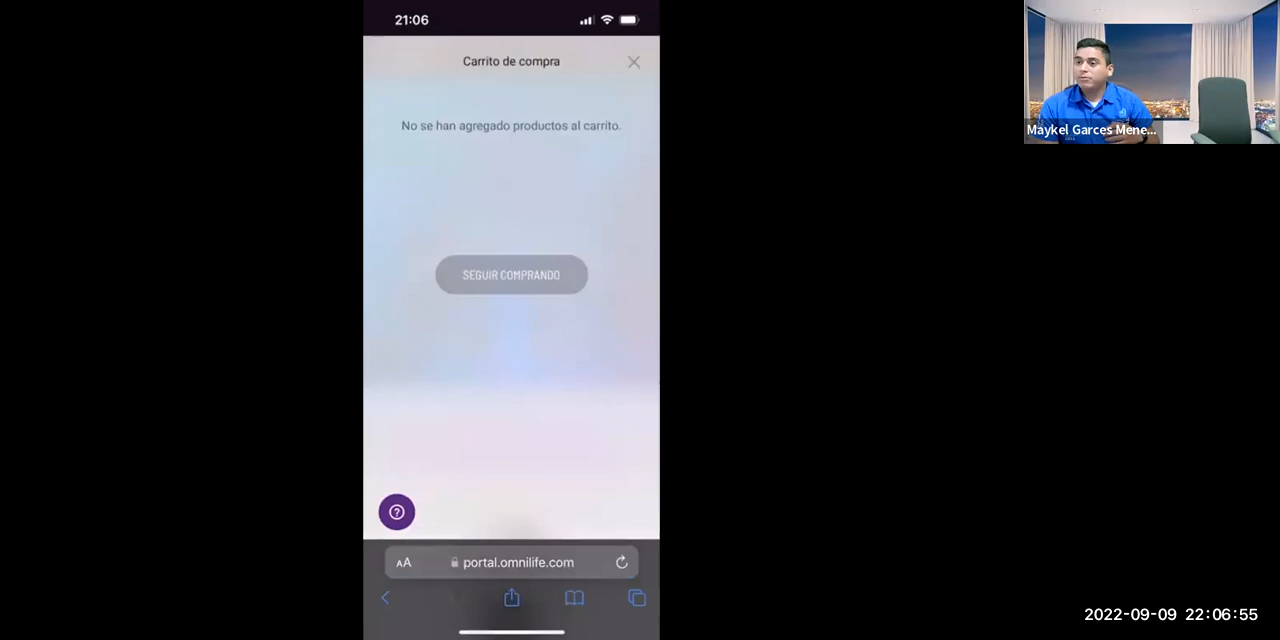 21:06
Carrito de compra
No se han agregado productos al carrito.
SEGUIR COMPRANDO
AA
portal.omnilife.com
Maykel Garces Mene...
2022-09-09 22:06:55